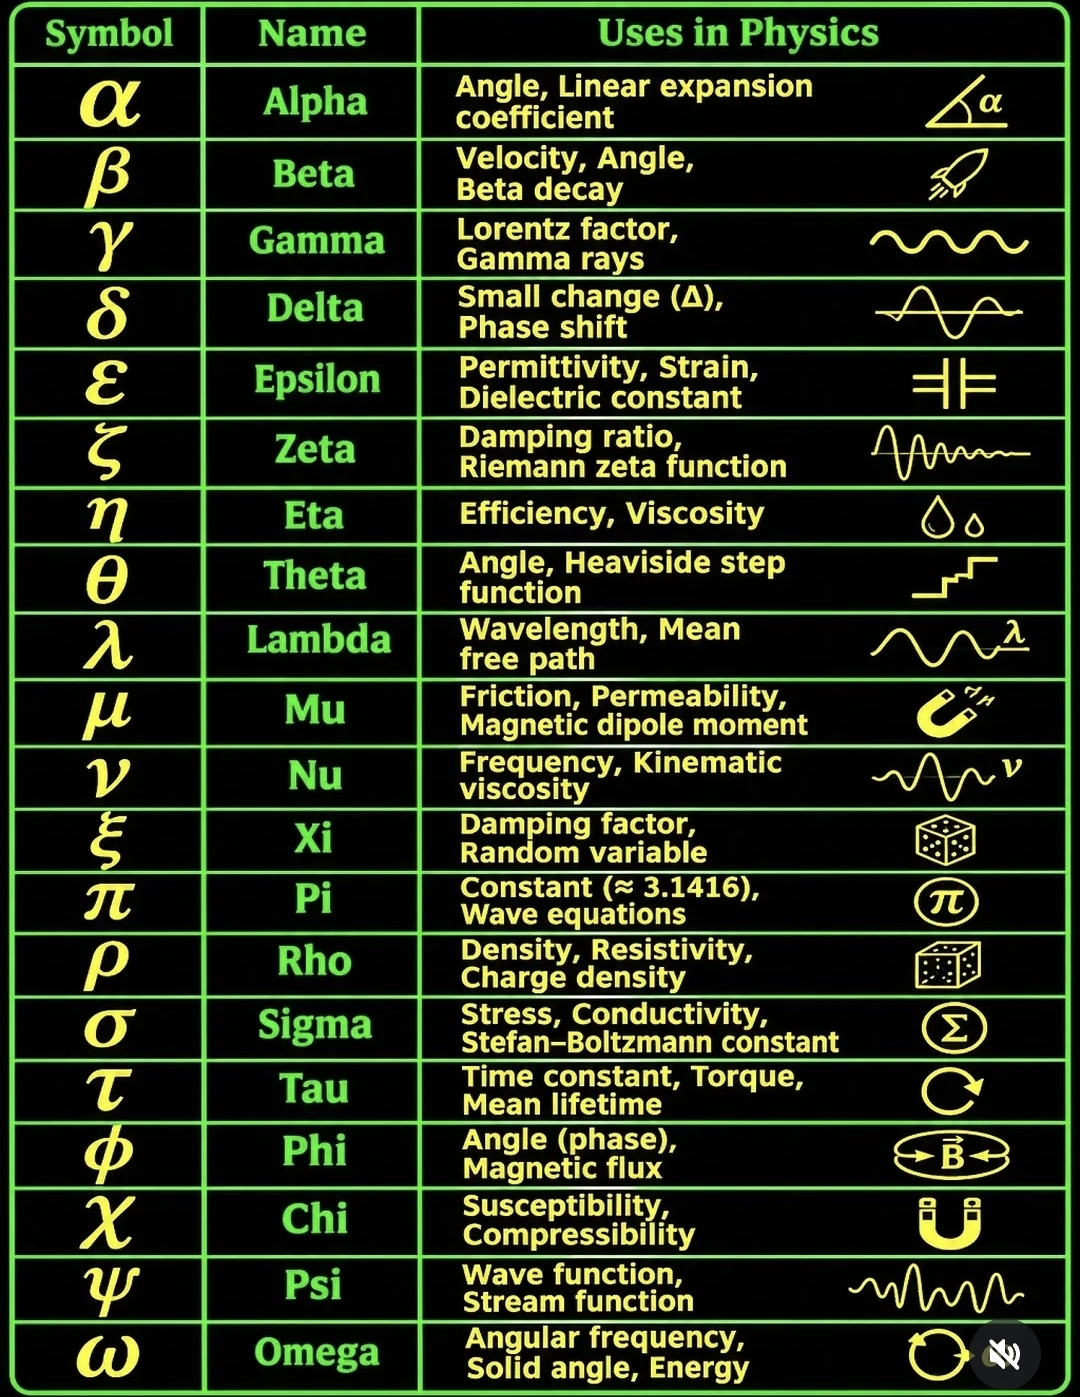 Symbol Name Uses in Physics
α Alpha Angle, Linear expansion
coefficient
α
β Beta Velocity, Angle,
Beta decay
γ Gamma Lorentz factor,
Gamma rays
δ Delta Small change (Δ),
Phase shift
ε Epsilon Permittivity, Strain,
Dielectric constant
ζ Zeta Damping ratio,
Riemann zeta function
η Eta Efficiency, Viscosity
θ Theta Angle, Heaviside step
function
λ Lambda Wavelength, Mean
free path
λ
μ Mu Friction, Permeability,
Magnetic dipole moment
ν Nu Frequency, Kinematic
viscosity
ν
ξ Xi Damping factor,
Random variable
π Pi Constant (≈ 3.1416),
Wave equations
π
ρ Rho Density, Resistivity,
Charge density
σ Sigma Stress, Conductivity,
Stefan–Boltzmann constant
Σ
τ Tau Time constant, Torque,
Mean lifetime
ϕ Phi Angle (phase),
Magnetic flux
B⃗
χ Chi Susceptibility,
Compressibility
ψ Psi Wave function,
Stream function
ω Omega Angular frequency,
Solid angle, Energy